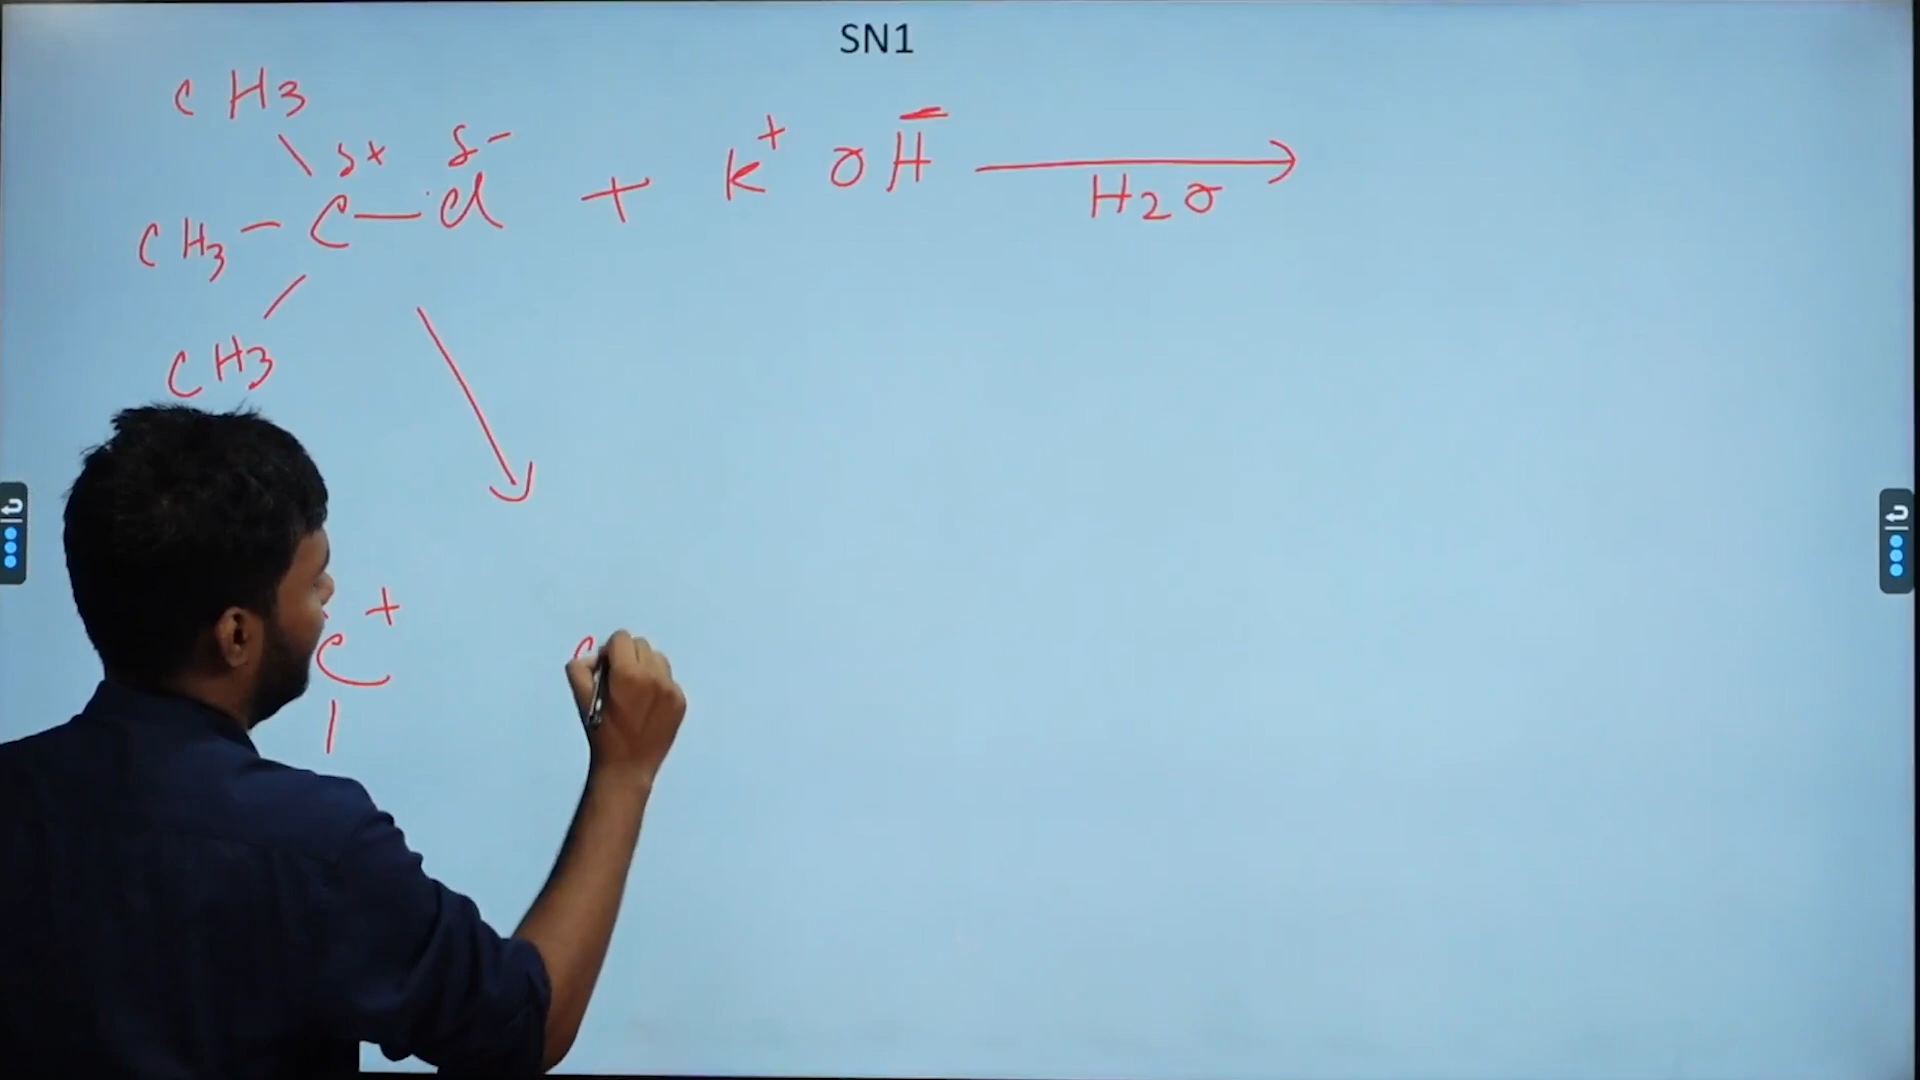 SN1
CH3
δ+ δ-
CH3-C-Cl + K+ OH-
H2O
CH3
C+
C